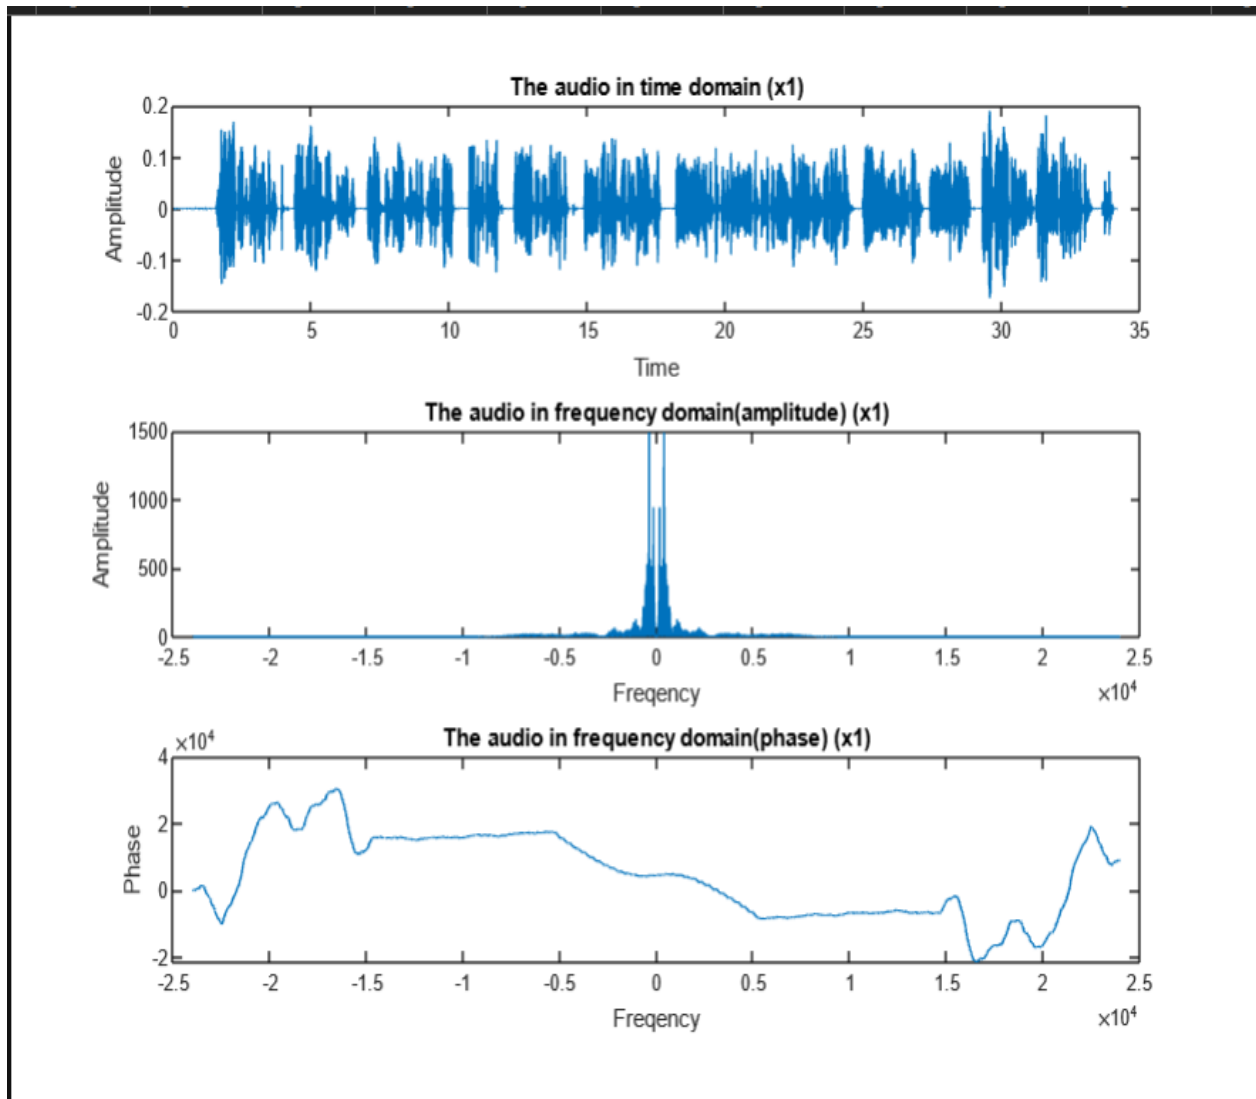 The audio in time domain (x1)
0.2
0.1
0
-0.1
-0.2
Amplitude
0 5 10 15 20 25 30 35
Time
The audio in frequency domain(amplitude) (x1)
1500
1000
500
0
Amplitude
-2.5 -2 -1.5 -1 -0.5 0 0.5 1 1.5 2 2.5
Freqency
×10⁴
The audio in frequency domain(phase) (x1)
×10⁴
4
2
0
-2
Phase
-2.5 -2 -1.5 -1 -0.5 0 0.5 1 1.5 2 2.5
Freqency
×10⁴